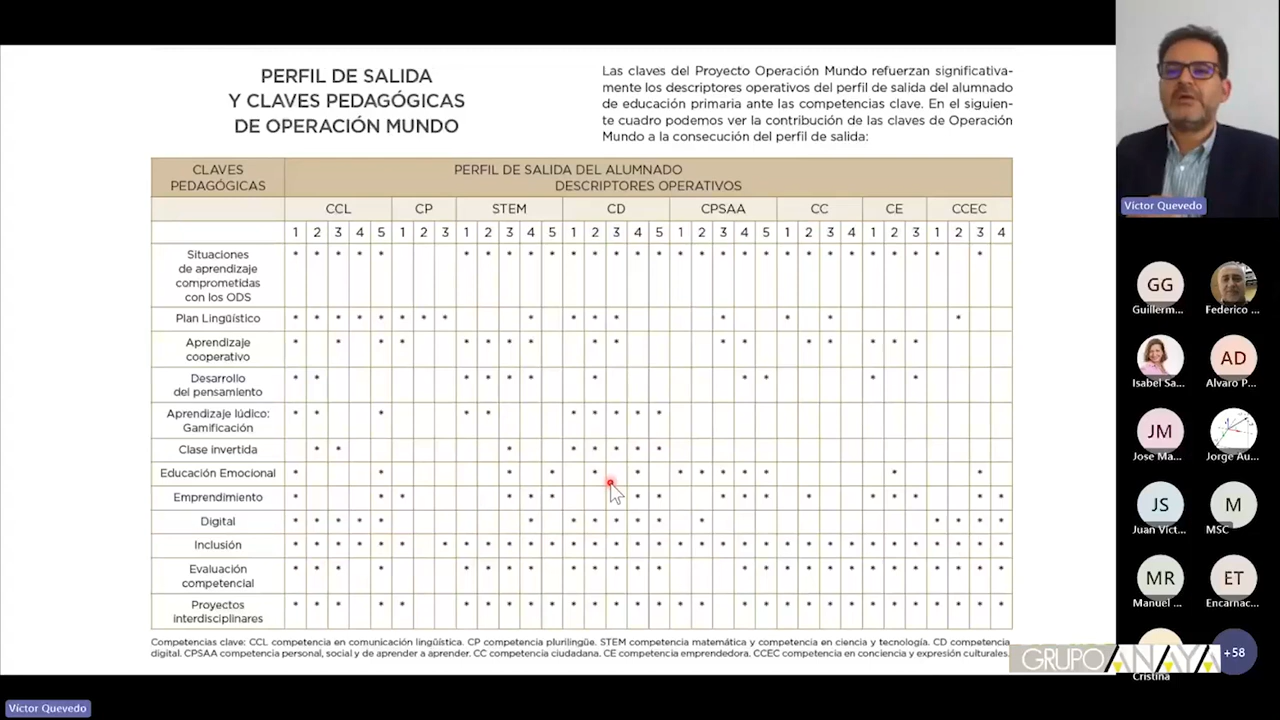 PERFIL DE SALIDA
Y CLAVES PEDAGÓGICAS
DE OPERACIÓN MUNDO
Las claves del Proyecto Operación Mundo refuerzan significativa-
mente los descriptores operativos del perfil de salida del alumnado
de educación primaria ante las competencias clave. En el siguien-
te cuadro podemos ver la contribución de las claves de Operación
Mundo a la consecución del perfil de salida:
CLAVES
PEDAGÓGICAS
PERFIL DE SALIDA DEL ALUMNADO
DESCRIPTORES OPERATIVOS
CCL CP STEM CD CPSAA CC CE CCEC
1 2 3 4 5 1 2 3 1 2 3 4 5 1 2 3 4 5 1 2 3 4 5 1 2 3 4 1 2 3 1 2 3 4
Situaciones
de aprendizaje
comprometidas
con los ODS
Plan Lingüístico
Aprendizaje
cooperativo
Desarrollo
del pensamiento
Aprendizaje lúdico:
Gamificación
Clase invertida
Educación Emocional
Emprendimiento
Digital
Inclusión
Evaluación
competencial
Proyectos
interdisciplinares
Competencias clave: CCL competencia en comunicación lingüística. CP competencia plurilingüe. STEM competencia matemática y competencia en ciencia y tecnología. CD competencia
digital. CPSAA competencia personal, social y de aprender a aprender. CC competencia ciudadana. CE competencia emprendedora. CCEC competencia en conciencia y expresión culturales.
GRUPO ANAYA
Víctor Quevedo
GG
Guillerm...
Federico ...
Isabel Sa...
AD
Alvaro P...
JM
Jose Ma...
Jorge Au...
JS
Juan Víct...
M
MSC
MR
Manuel ...
ET
Encarnac...
Cristina
+58
Víctor Quevedo